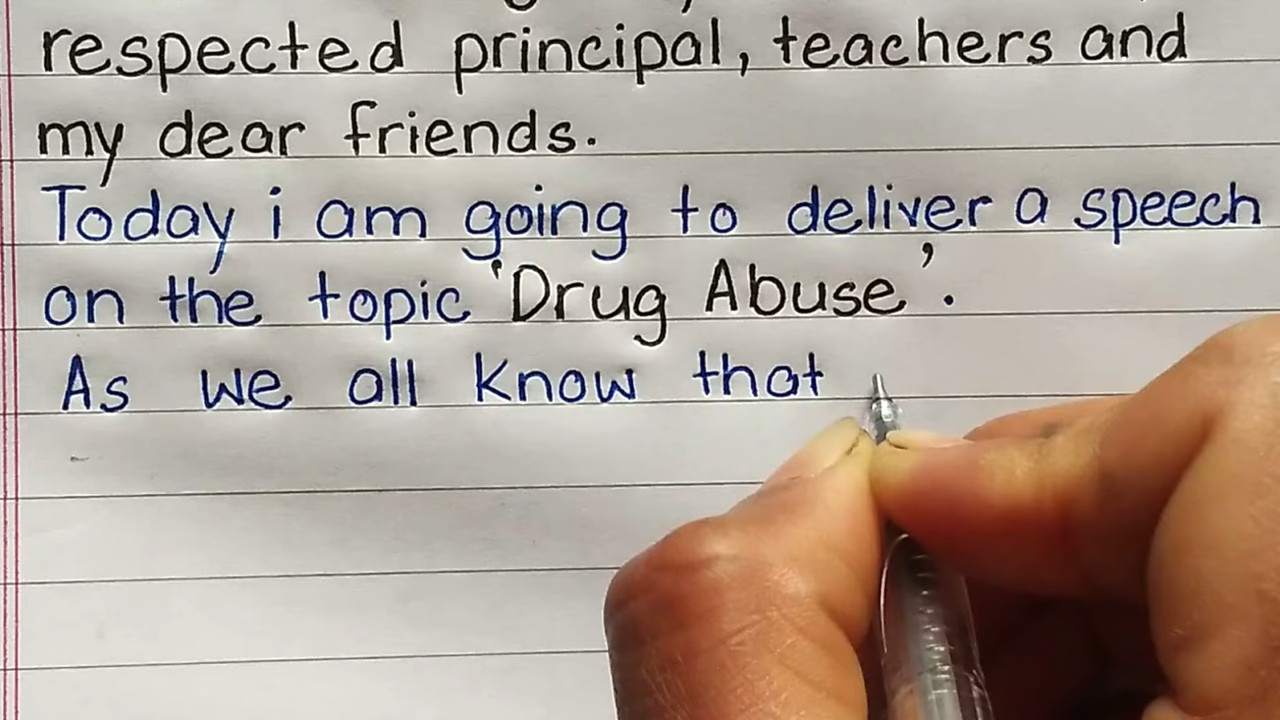 respected principal, teachers and
my dear friends.
Today i am going to deliver a speech
on the topic 'Drug Abuse'.
As we all know that